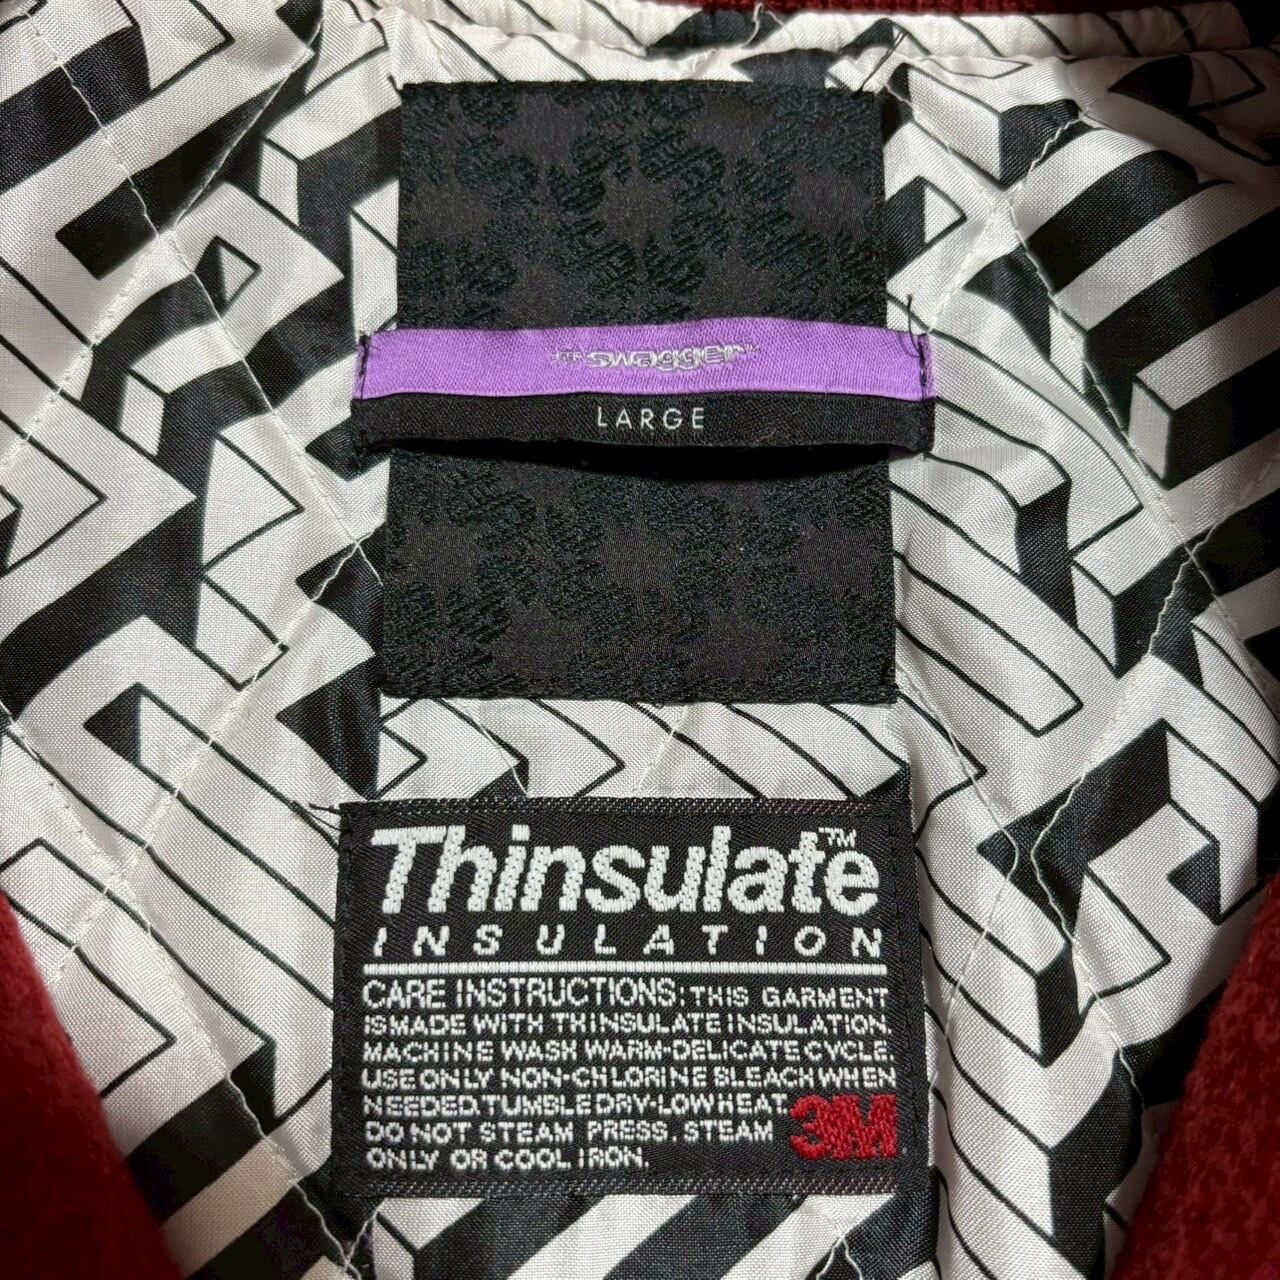 swagger
LARGE
Thinsulate™
INSULATION
CARE INSTRUCTIONS: THIS GARMENT
IS MADE WITH THINSULATE INSULATION.
MACHINE WASH WARM-DELICATE CYCLE.
USE ONLY NON-CHLORINE BLEACH WHEN
NEEDED. TUMBLE DRY-LOW HEAT.
DO NOT STEAM PRESS. STEAM
ONLY OR COOL IRON.
3M